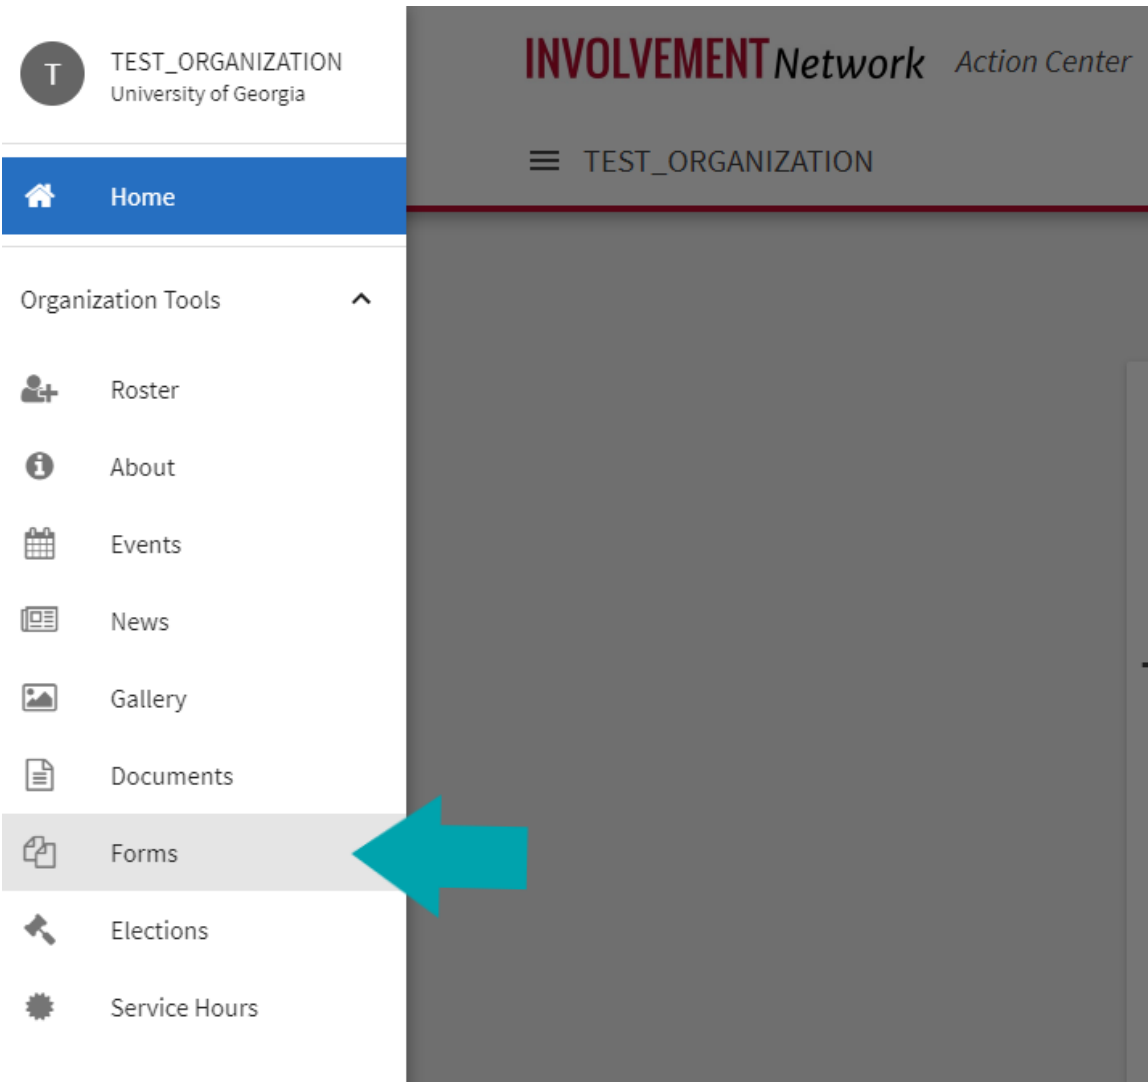 T
TEST_ORGANIZATION
University of Georgia
INVOLVEMENT Network Action Center
TEST_ORGANIZATION
Home
Organization Tools
Roster
About
Events
News
Gallery
Documents
Forms
Elections
Service Hours